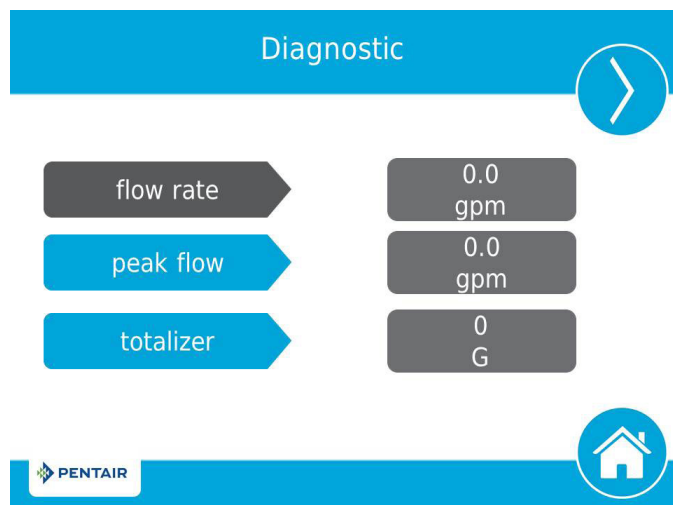 Diagnostic
flow rate
0.0
gpm
peak flow
0.0
gpm
totalizer
0
G
PENTAIR